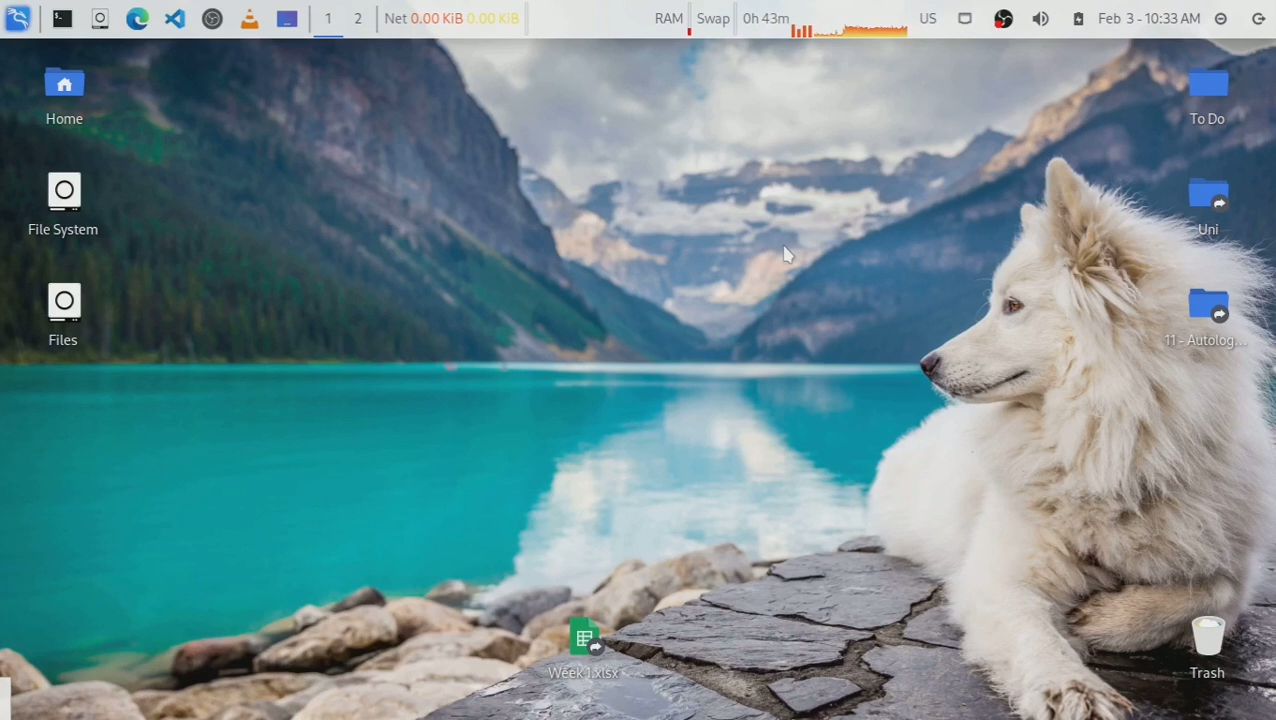 1 2 Net 0.00 KiB 0.00 KiB RAM Swap 0h 43m US Feb 3 - 10:33 AM
Home
To Do
File System
Uni
Files
11 - Autolog...
Week 1.xlsx
Trash